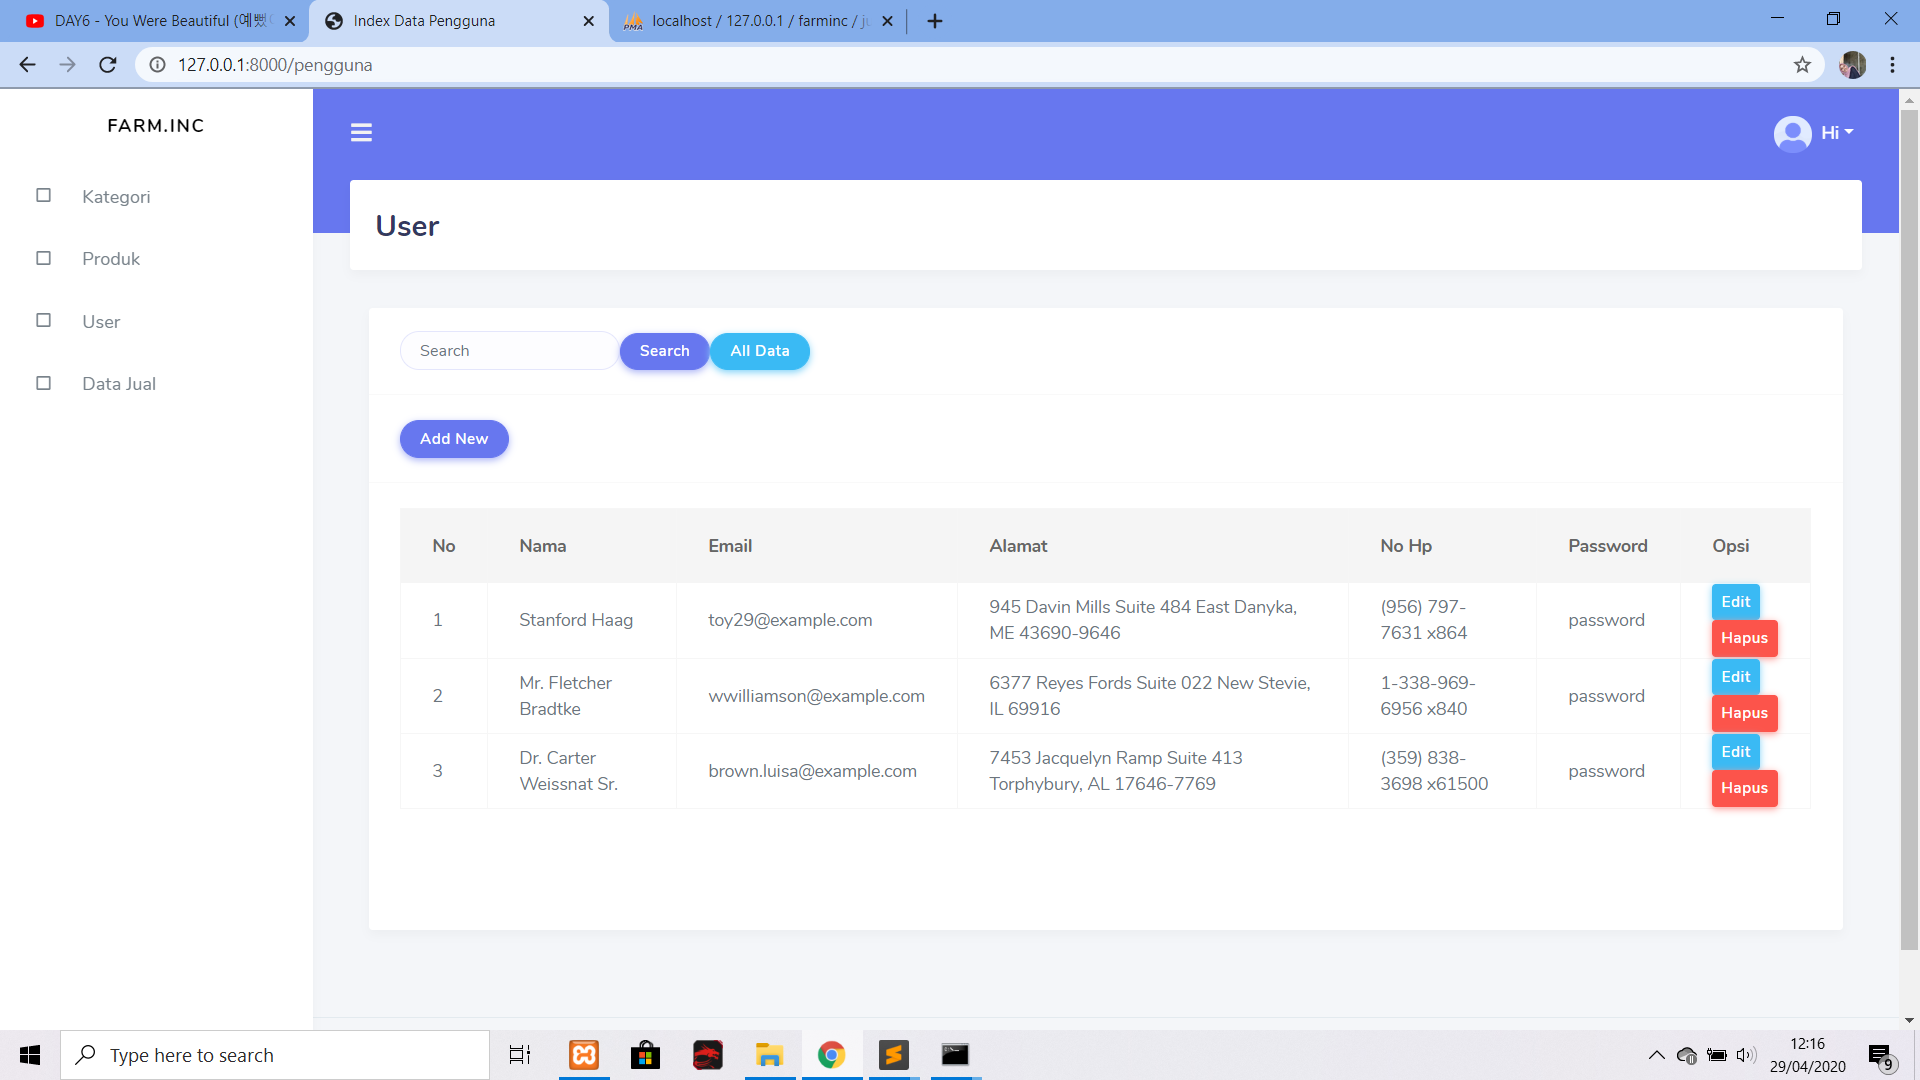 DAY6 - You Were Beautiful (예뻤
Index Data Pengguna
localhost / 127.0.0.1 / farminc / ju
127.0.0.1:8000/pengguna
FARM.INC
Hi
Kategori
Produk
User
Data Jual
User
Search Search All Data
Add New
No Nama Email Alamat No Hp Password Opsi
1 Stanford Haag toy29@example.com 945 Davin Mills Suite 484 East Danyka, (956) 797- password Edit
ME 43690-9646 7631 x864 Hapus
2 Mr. Fletcher wwilliamson@example.com 6377 Reyes Fords Suite 022 New Stevie, 1-338-969- password Edit
Bradtke IL 69916 6956 x840 Hapus
3 Dr. Carter brown.luisa@example.com 7453 Jacquelyn Ramp Suite 413 (359) 838- password Edit
Weissnat Sr. Torphybury, AL 17646-7769 3698 x61500 Hapus
Type here to search
12:16
29/04/2020
9